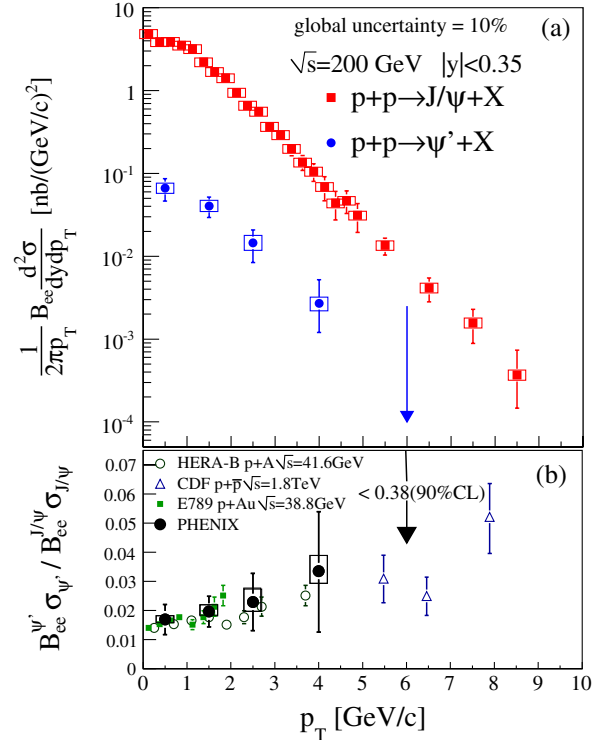 global uncertainty = 10%
(a)
√s=200 GeV |y|<0.35
p+p→J/ψ+X
p+p→ψ'+X
1/2πp_T B_ee d²σ/dydp_T [nb/(GeV/c)²]
10
1
10⁻¹
10⁻²
10⁻³
10⁻⁴
HERA-B p+A√s=41.6GeV
CDF p+p̅√s=1.8TeV
E789 p+Au√s=38.8GeV
PHENIX
(b)
< 0.38(90%CL)
B_ee^ψ' σ_ψ' / B_ee^J/ψ σ_J/ψ
0.07
0.06
0.05
0.04
0.03
0.02
0.01
0
0 1 2 3 4 5 6 7 8 9 10
p_T [GeV/c]